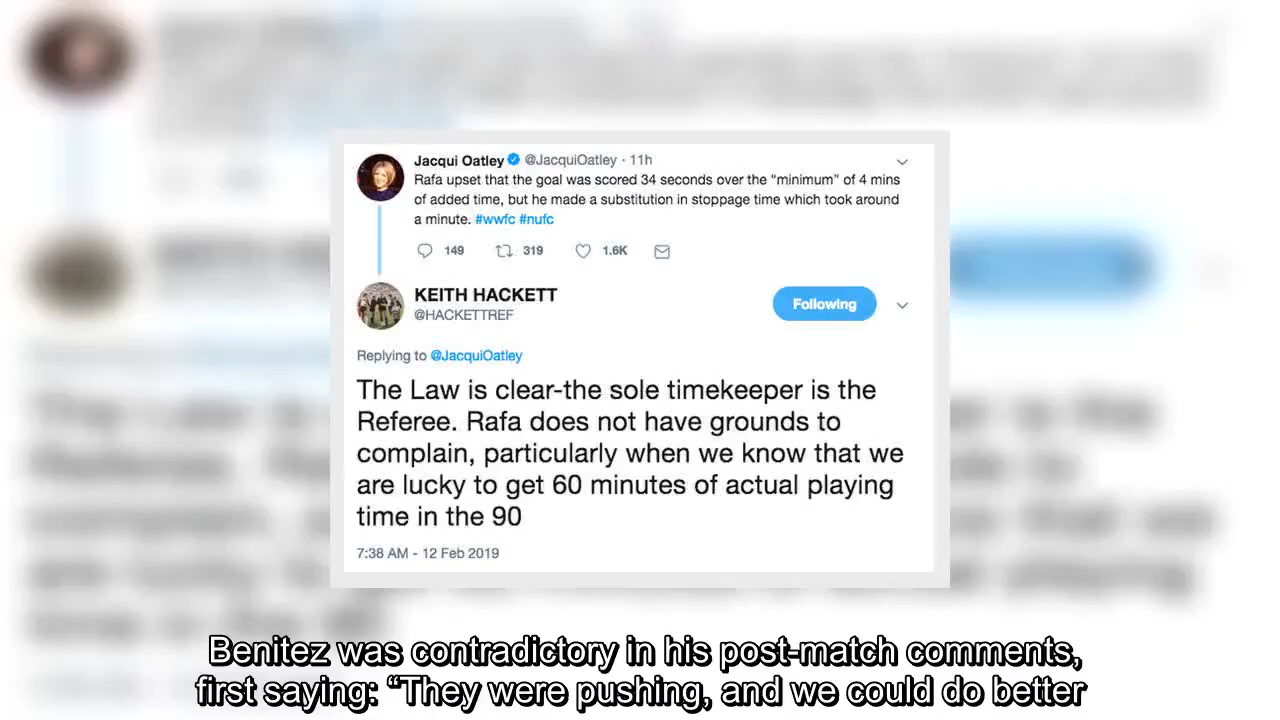 Jacqui Oatley @JacquiOatley · 11h
Rafa upset that the goal was scored 34 seconds over the “minimum” of 4 mins
of added time, but he made a substitution in stoppage time which took around
a minute. #wwfc #nufc
149 319 1.6K
KEITH HACKETT
@HACKETTREF
Following
Replying to @JacquiOatley
The Law is clear-the sole timekeeper is the
Referee. Rafa does not have grounds to
complain, particularly when we know that we
are lucky to get 60 minutes of actual playing
time in the 90
7:38 AM - 12 Feb 2019
Benitez was contradictory in his post-match comments,
first saying: “They were pushing, and we could do better